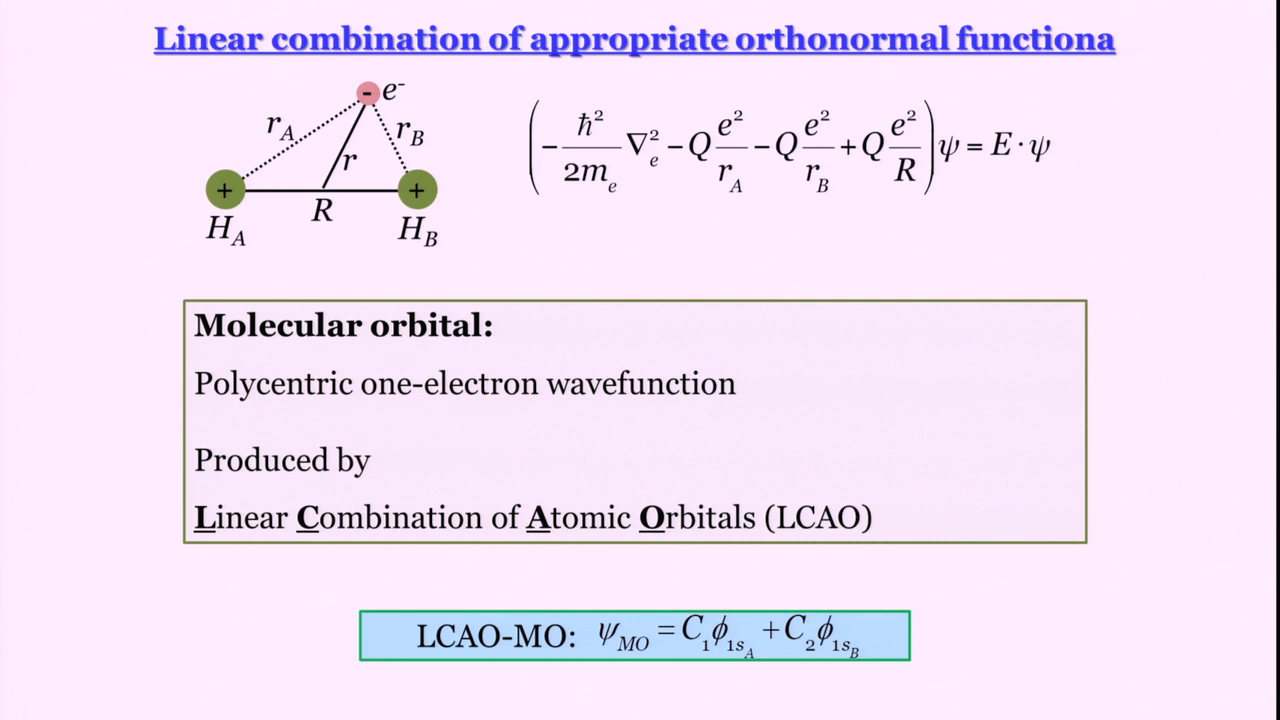 Linear combination of appropriate orthonormal functiona
- e⁻
r_A r_B
r
+ +
R
H_A H_B
(-ħ²/2m_e ∇²_e - Q e²/r_A - Q e²/r_B + Q e²/R)ψ = E · ψ
Molecular orbital:
Polycentric one-electron wavefunction
Produced by
Linear Combination of Atomic Orbitals (LCAO)
LCAO-MO: ψ_MO = C₁ϕ_1s_A + C₂ϕ_1s_B